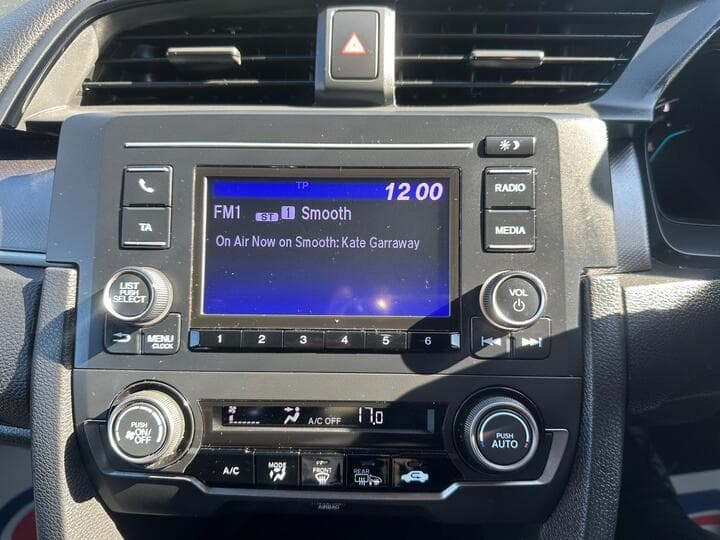 TP
12 00
FM1 ST 1 Smooth
On Air Now on Smooth: Kate Garraway
TA
RADIO
MEDIA
LIST
PUSH
SELECT
VOL
MENU
CLOCK
1 2 3 4 5 6
PUSH
ON/
OFF
A/C OFF 17.0
PUSH
AUTO
A/C
MODE
FRONT
REAR
AIRBAG